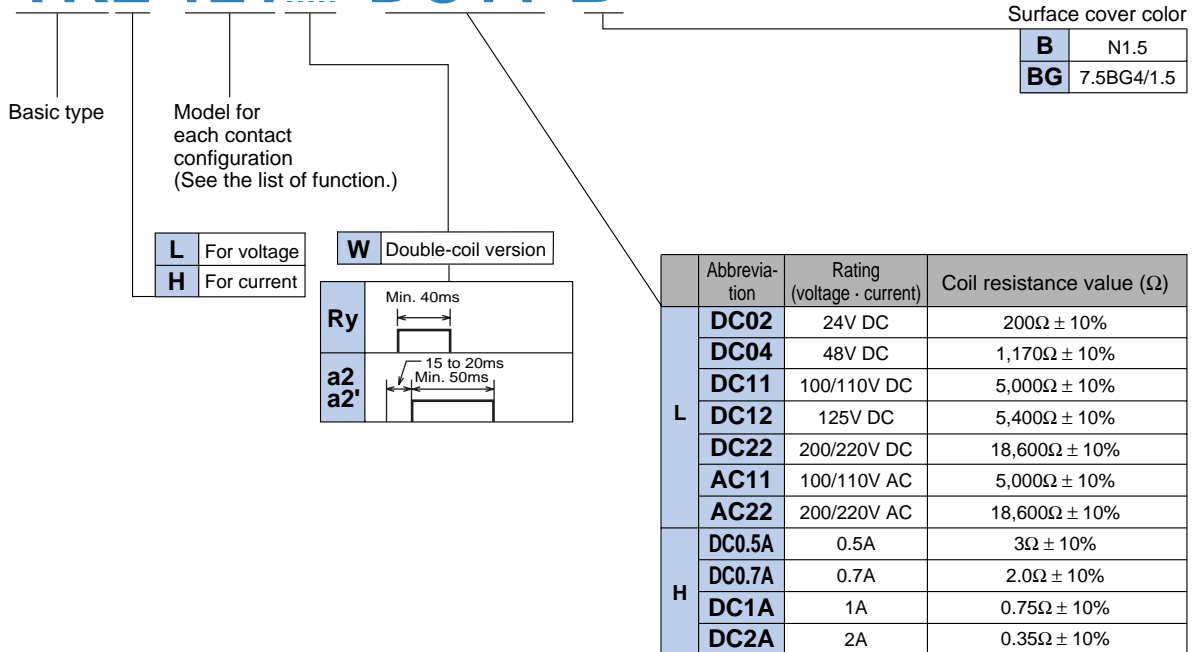 Surface cover color
B N1.5
BG 7.5BG4/1.5
Basic type
Model for
each contact
configuration
(See the list of function.)
L For voltage
H For current
W Double-coil version
Ry Min. 40ms
a2
a2'
15 to 20ms
Min. 50ms
Abbrevia-
tion
Rating
(voltage · current)
Coil resistance value (Ω)
L
DC02 24V DC 200Ω ± 10%
DC04 48V DC 1,170Ω ± 10%
DC11 100/110V DC 5,000Ω ± 10%
DC12 125V DC 5,400Ω ± 10%
DC22 200/220V DC 18,600Ω ± 10%
AC11 100/110V AC 5,000Ω ± 10%
AC22 200/220V AC 18,600Ω ± 10%
H
DC0.5A 0.5A 3Ω ± 10%
DC0.7A 0.7A 2.0Ω ± 10%
DC1A 1A 0.75Ω ± 10%
DC2A 2A 0.35Ω ± 10%